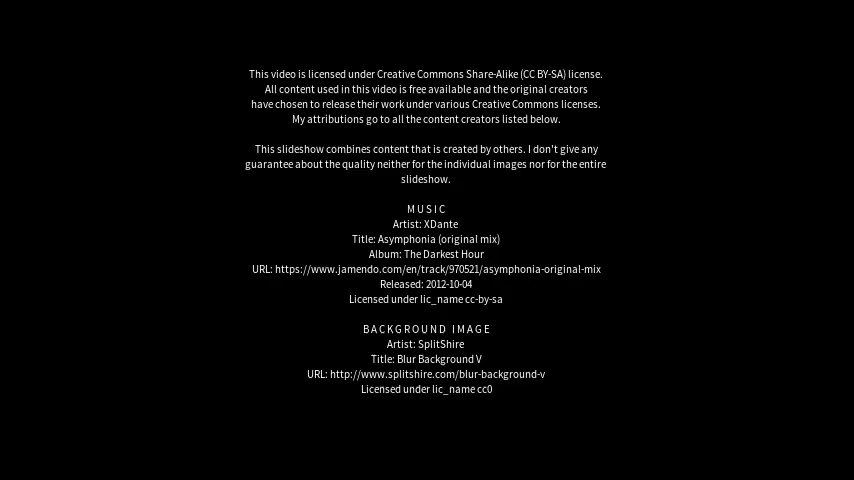 This video is licensed under Creative Commons Share-Alike (CC BY-SA) license.
All content used in this video is free available and the original creators
have chosen to release their work under various Creative Commons licenses.
My attributions go to all the content creators listed below.
This slideshow combines content that is created by others. I don't give any
guarantee about the quality neither for the individual images nor for the entire
slideshow.
MUSIC
Artist: XDante
Title: Asymphonia (original mix)
Album: The Darkest Hour
URL: https://www.jamendo.com/en/track/970521/asymphonia-original-mix
Released: 2012-10-04
Licensed under lic_name cc-by-sa
BACKGROUND IMAGE
Artist: SplitShire
Title: Blur Background V
URL: http://www.splitshire.com/blur-background-v
Licensed under lic_name cc0